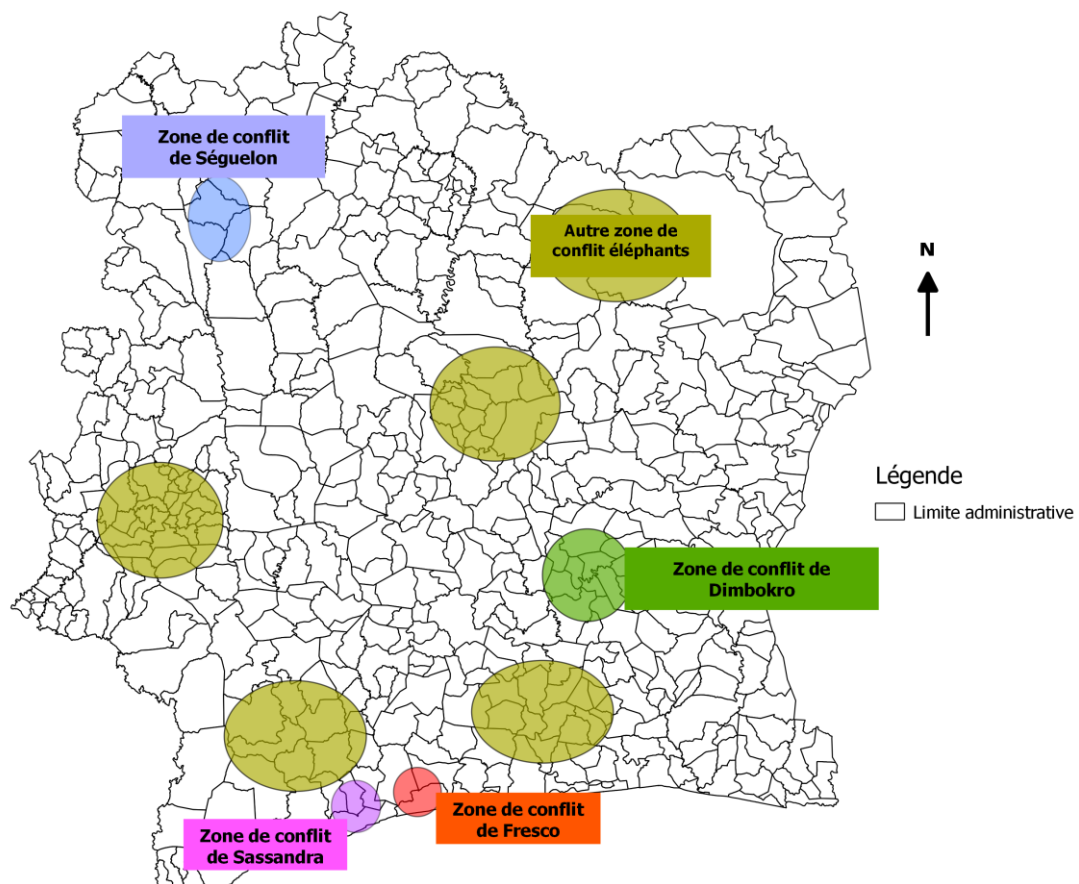 Zone de conflit
de Séguelon
Autre zone de
conflit éléphants
N
Légende
Limite administrative
Zone de conflit de
Dimbokro
Zone de conflit
de Fresco
Zone de conflit
de Sassandra